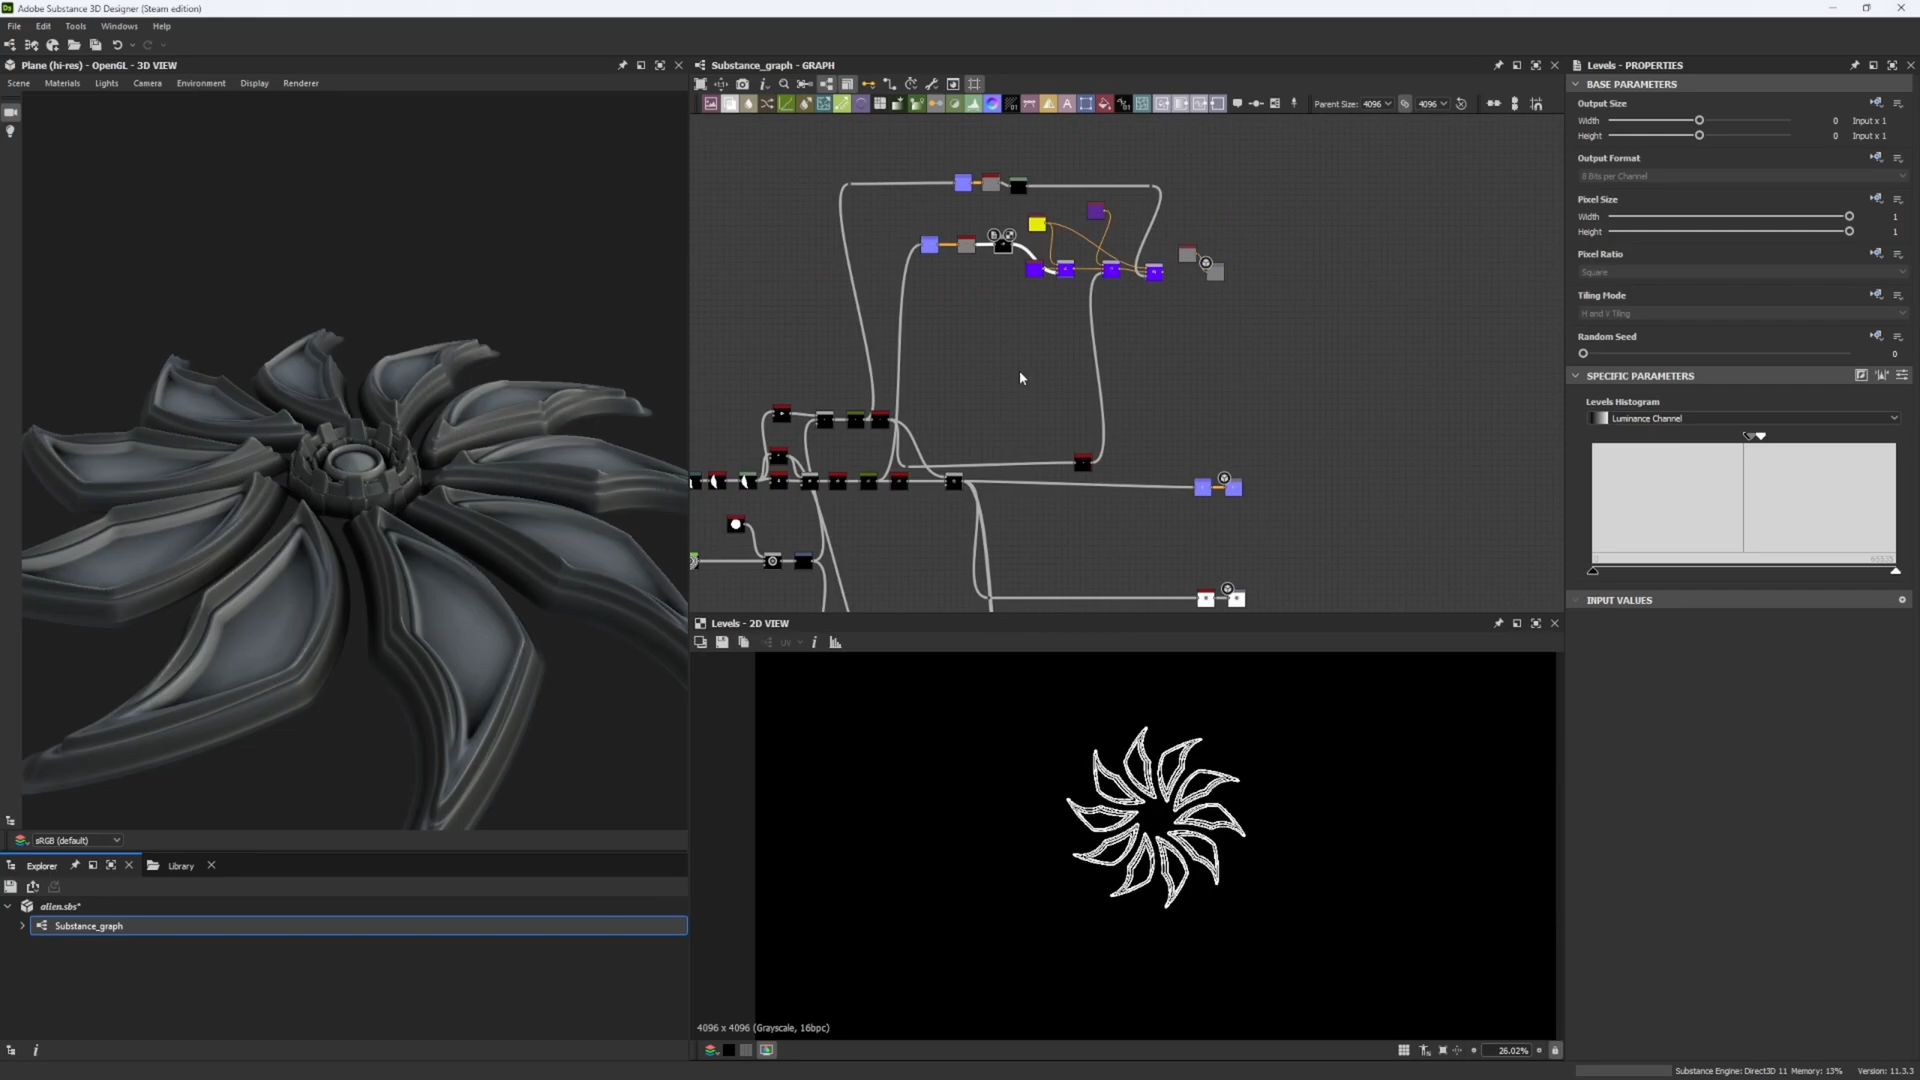 Adobe Substance 3D Designer (Steam edition)
File Edit Tools Windows Help
Plane (hi-res) - OpenGL - 3D VIEW
Scene Materials Lights Camera Environment Display Renderer
sRGB (default)
Explorer Library
alien.sbs*
Substance_graph
Substance_graph - GRAPH
Parent Size: 4096 4096
Levels - 2D VIEW
UV
4096 x 4096 (Grayscale, 16bpc)
26.02%
Levels - PROPERTIES
BASE PARAMETERS
Output Size
Width 0 Input x 1
Height 0 Input x 1
Output Format
8 Bits per Channel
Pixel Size
Width 1
Height 1
Pixel Ratio
Square
Tiling Mode
H and V Tiling
Random Seed
0
SPECIFIC PARAMETERS
Levels Histogram
Luminance Channel
0 65535
INPUT VALUES
Substance Engine: Direct3D 11 Memory: 13% Version: 11.3.3